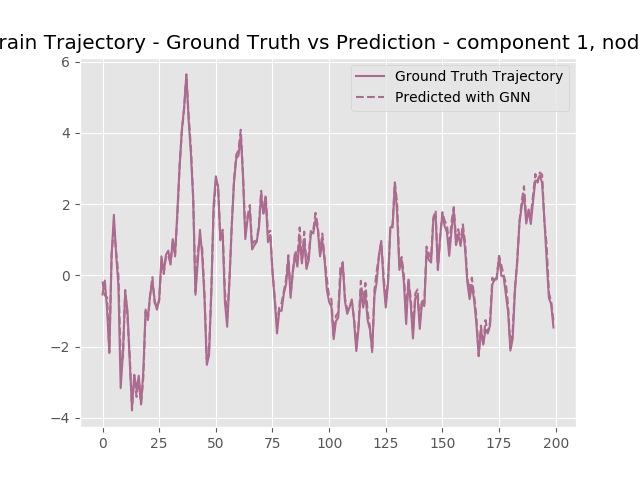 rain Trajectory - Ground Truth vs Prediction - component 1, nod
Ground Truth Trajectory
Predicted with GNN
6
4
2
0
−2
−4
0 25 50 75 100 125 150 175 200